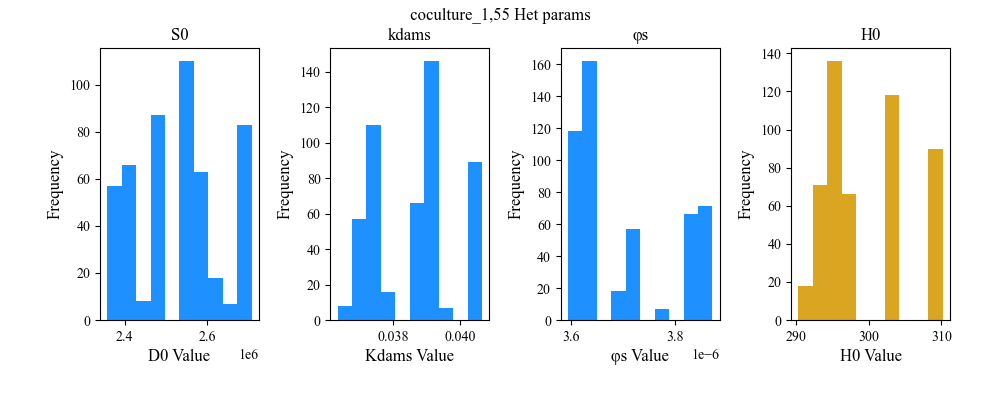 coculture_1,55 Het params
S0
kdams
φs
H0
Frequency
100
80
60
40
20
0
2.4
2.6
D0 Value
1e6
Frequency
140
120
100
80
60
40
20
0
0.038
0.040
Kdams Value
Frequency
160
140
120
100
80
60
40
20
0
3.6
3.8
φs Value
1e−6
Frequency
140
120
100
80
60
40
20
0
290
300
310
H0 Value